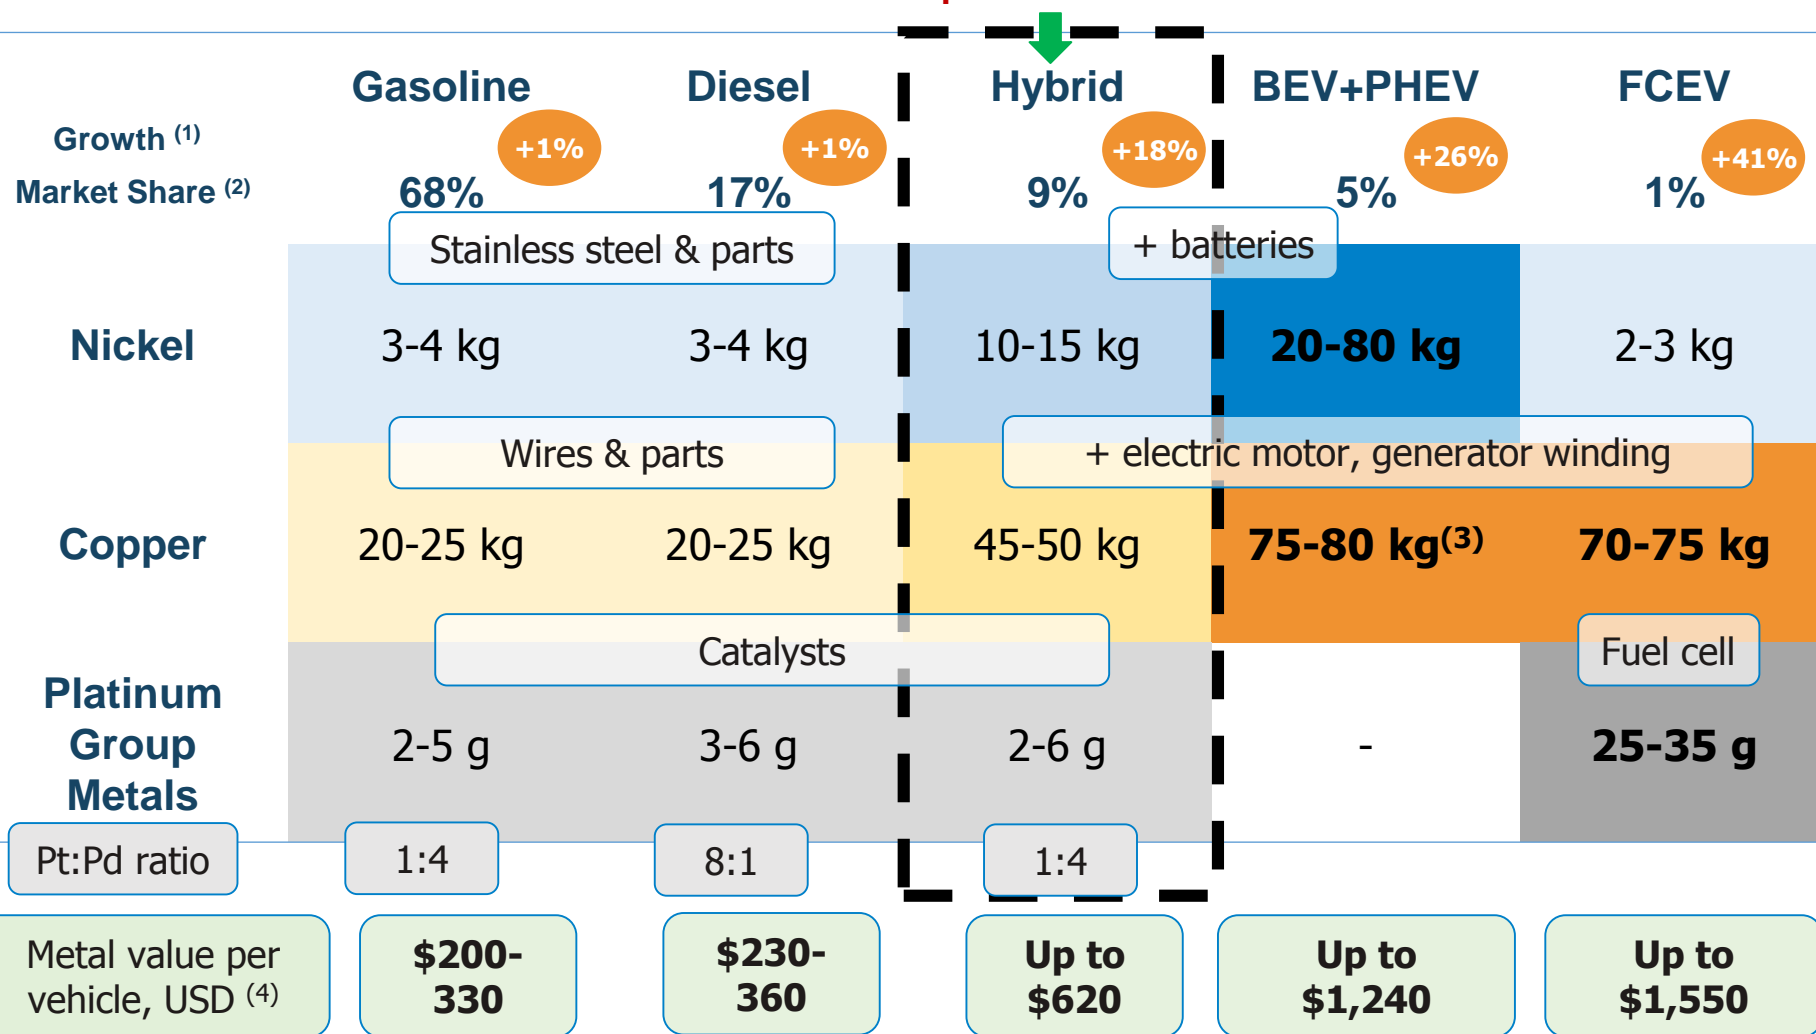 Gasoline Diesel Hybrid BEV+PHEV FCEV
Growth (1) +1% +1% +18% +26% +41%
Market Share (2) 68% 17% 9% 5% 1%
Stainless steel & parts + batteries
Nickel 3-4 kg 3-4 kg 10-15 kg 20-80 kg 2-3 kg
Wires & parts + electric motor, generator winding
Copper 20-25 kg 20-25 kg 45-50 kg 75-80 kg(3) 70-75 kg
Catalysts Fuel cell
Platinum
Group
Metals
2-5 g 3-6 g 2-6 g - 25-35 g
Pt:Pd ratio 1:4 8:1 1:4
Metal value per
vehicle, USD (4)
$200-
330
$230-
360
Up to
$620
Up to
$1,240
Up to
$1,550